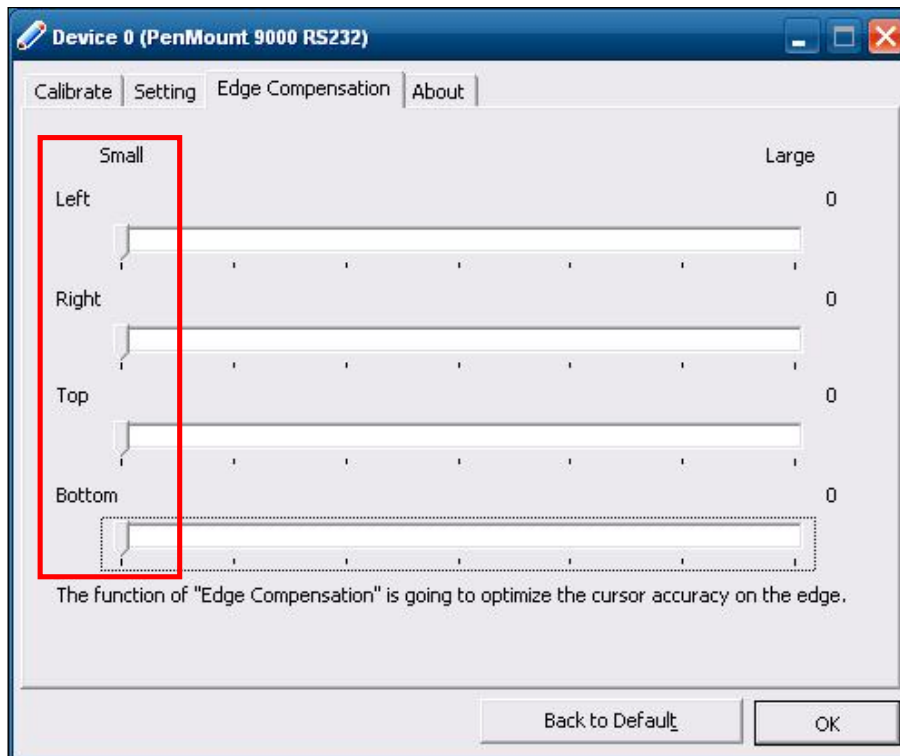 Device 0 (PenMount 9000 RS232)
Calibrate Setting Edge Compensation About
Small Large
Left 0
Right 0
Top 0
Bottom 0
The function of "Edge Compensation" is going to optimize the cursor accuracy on the edge.
Back to Default OK